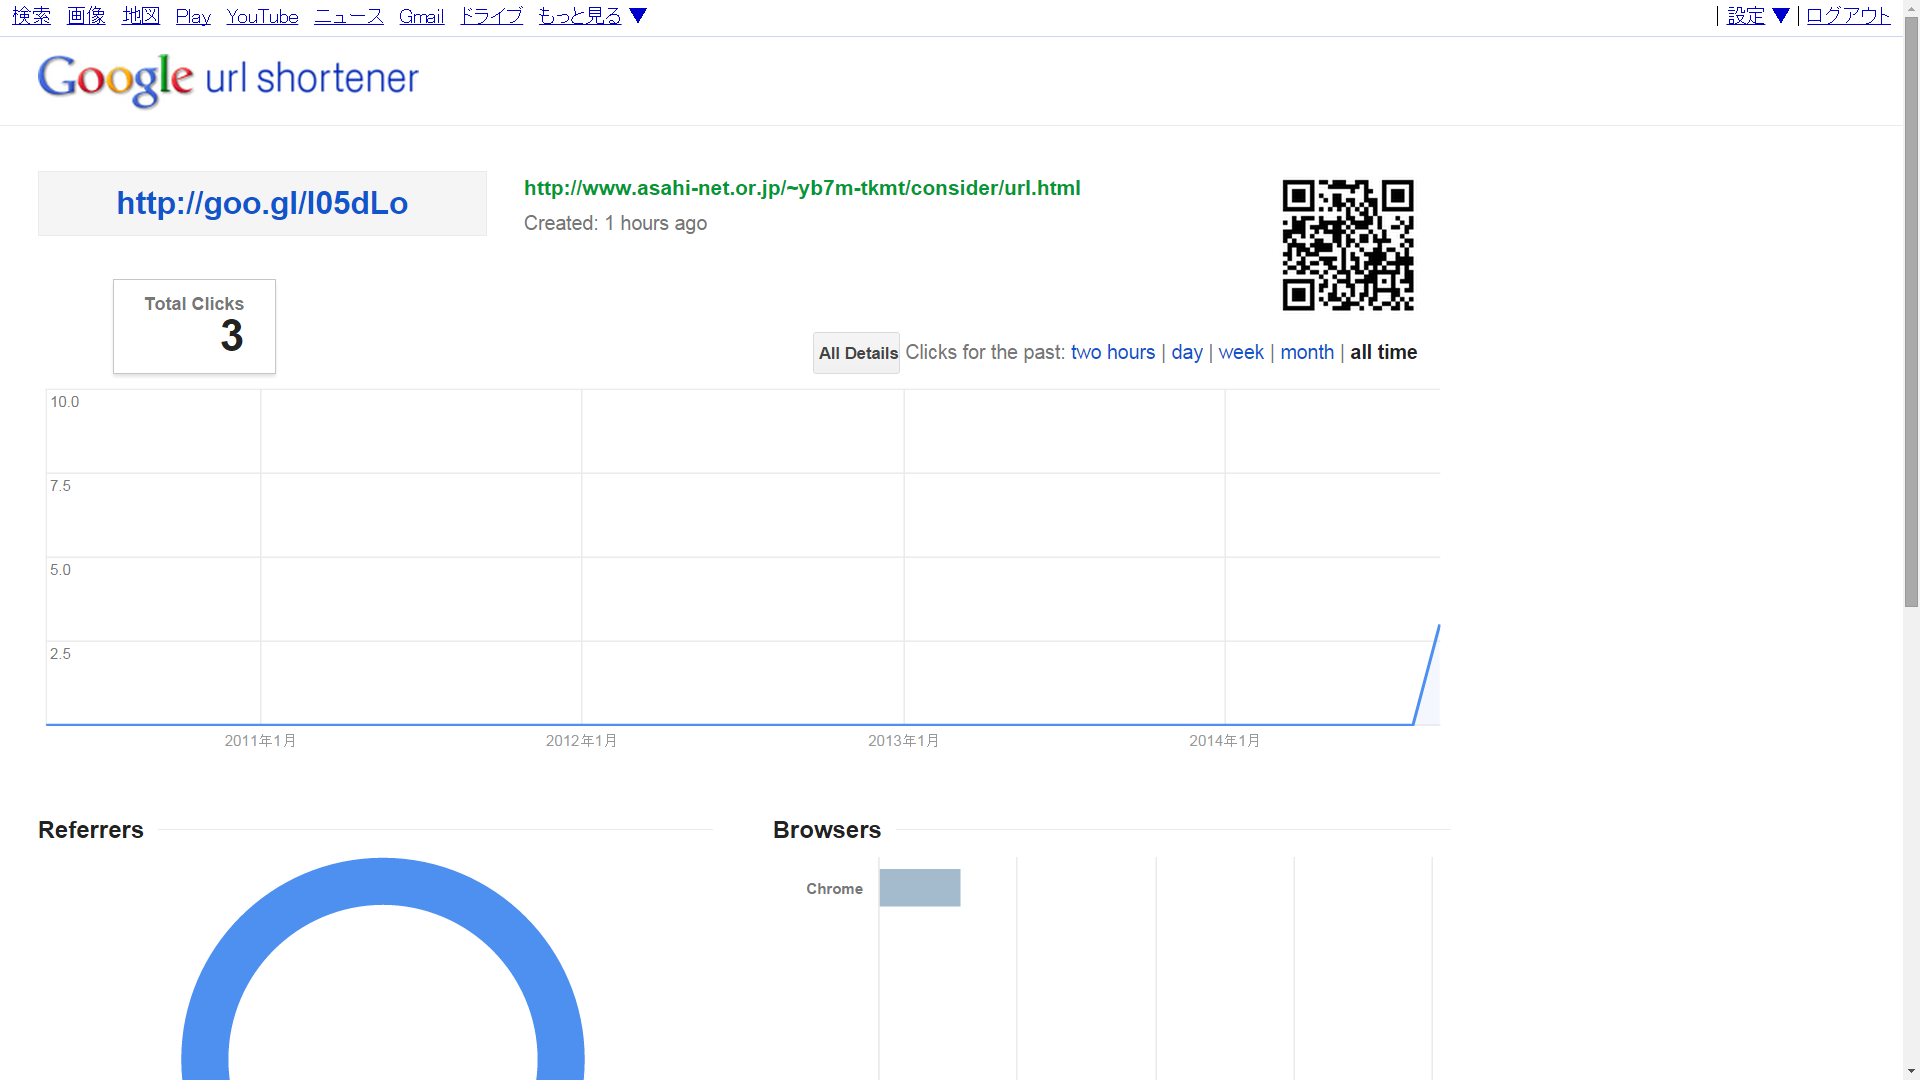 検索 画像 地図 Play YouTube ニュース Gmail ドライブ もっと見る ▼ | 設定 ▼ | ログアウト
Google url shortener
http://goo.gl/I05dLo
http://www.asahi-net.or.jp/~yb7m-tkmt/consider/url.html
Created: 1 hours ago
Total Clicks
3
All Details Clicks for the past: two hours | day | week | month | all time
10.0
7.5
5.0
2.5
2011年1月 2012年1月 2013年1月 2014年1月
Referrers
Browsers
Chrome